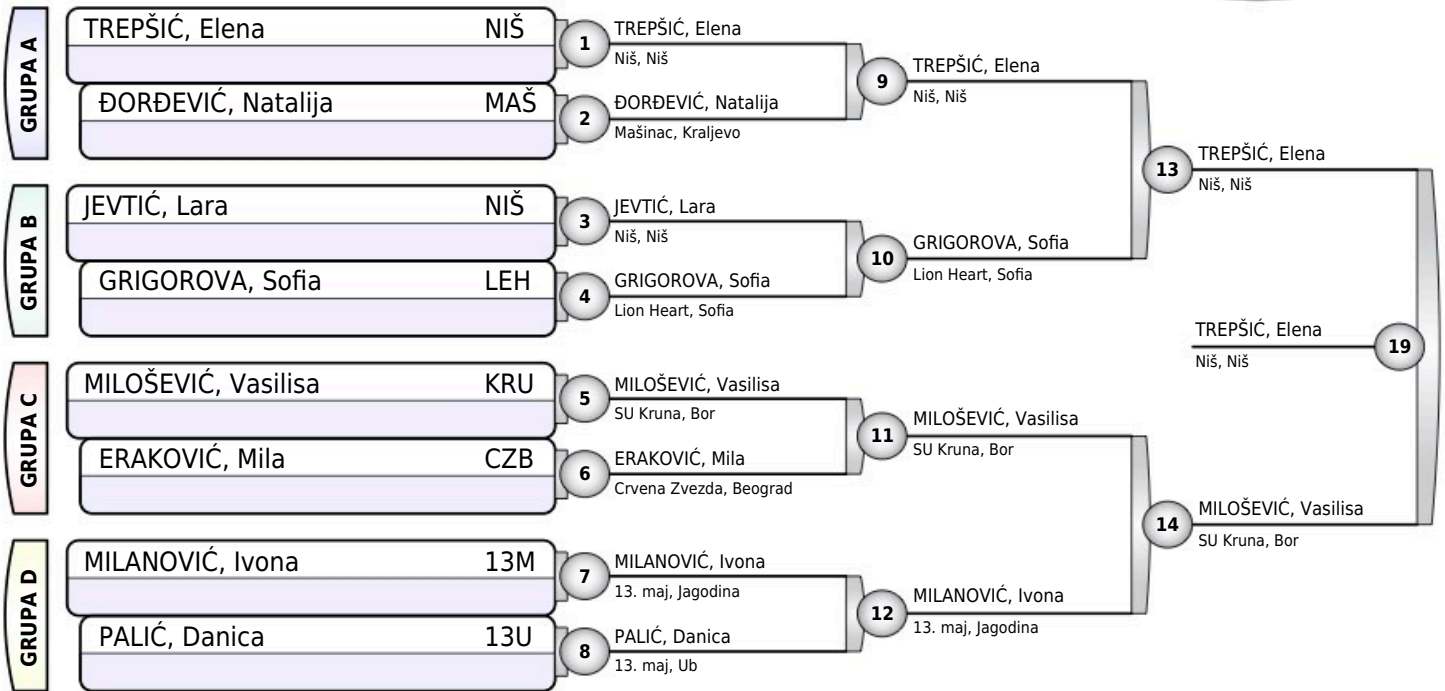 GRUPA A
TREPŠIĆ, Elena NIŠ
ĐORĐEVIĆ, Natalija MAŠ
1
TREPŠIĆ, Elena
Niš, Niš
2
ĐORĐEVIĆ, Natalija
Mašinac, Kraljevo
9
TREPŠIĆ, Elena
Niš, Niš
GRUPA B
JEVTIĆ, Lara NIŠ
GRIGOROVA, Sofia LEH
3
JEVTIĆ, Lara
Niš, Niš
4
GRIGOROVA, Sofia
Lion Heart, Sofia
10
GRIGOROVA, Sofia
Lion Heart, Sofia
13
TREPŠIĆ, Elena
Niš, Niš
GRUPA C
MILOŠEVIĆ, Vasilisa KRU
ERAKOVIĆ, Mila CZB
5
MILOŠEVIĆ, Vasilisa
SU Kruna, Bor
6
ERAKOVIĆ, Mila
Crvena Zvezda, Beograd
11
MILOŠEVIĆ, Vasilisa
SU Kruna, Bor
GRUPA D
MILANOVIĆ, Ivona 13M
PALIĆ, Danica 13U
7
MILANOVIĆ, Ivona
13. maj, Jagodina
8
PALIĆ, Danica
13. maj, Ub
12
MILANOVIĆ, Ivona
13. maj, Jagodina
14
MILOŠEVIĆ, Vasilisa
SU Kruna, Bor
TREPŠIĆ, Elena
Niš, Niš
19